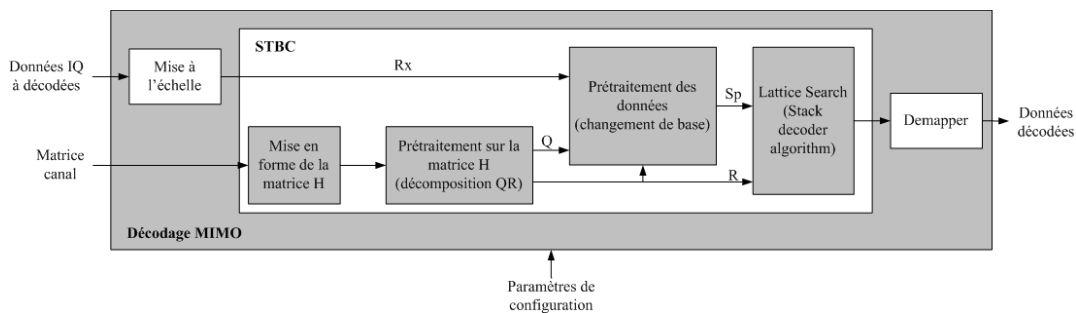 STBC
Données IQ
à décodées
Mise à
l'échelle
Rx
Prétraitement des
données
(changement de base)
Sp
Lattice Search
(Stack
decoder
algorithm)
Demapper
Données
décodées
Matrice
canal
Mise en
forme de la
matrice H
Prétraitement sur la
matrice H
(décomposition QR)
Q
R
Décodage MIMO
Paramètres de
configuration